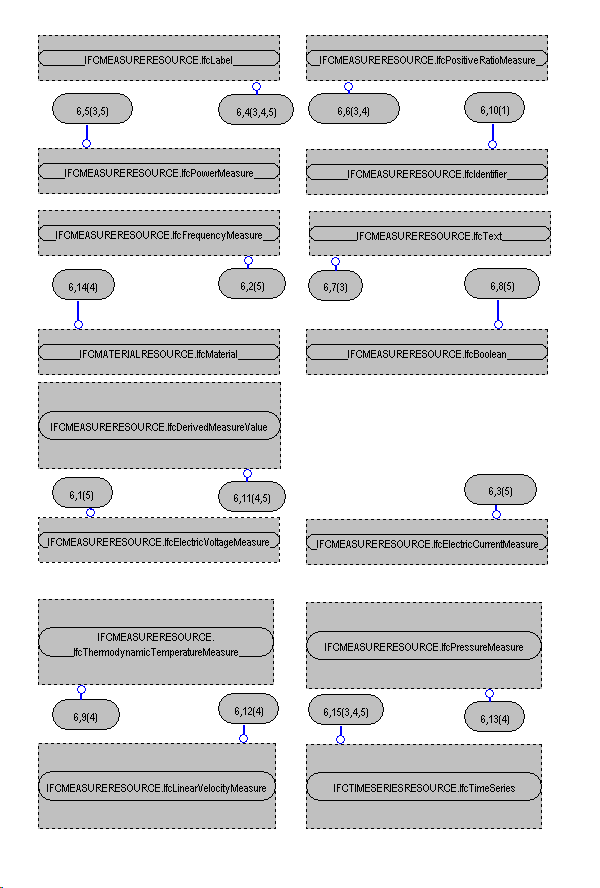 IFCMEASURERESOURCE.IfcLabel
IFCMEASURERESOURCE.IfcPositiveRatioMeasure
6,5(3,5)
6,4(3,4,5)
6,6(3,4)
6,10(1)
IFCMEASURERESOURCE.IfcPowerMeasure
IFCMEASURERESOURCE.IfcIdentifier
IFCMEASURERESOURCE.IfcFrequencyMeasure
IFCMEASURERESOURCE.IfcText
6,14(4)
6,2(5)
6,7(3)
6,8(5)
IFCMATERIALRESOURCE.IfcMaterial
IFCMEASURERESOURCE.IfcBoolean
IFCMEASURERESOURCE.IfcDerivedMeasureValue
6,1(5)
6,11(4,5)
6,3(5)
IFCMEASURERESOURCE.IfcElectricVoltageMeasure
IFCMEASURERESOURCE.IfcElectricCurrentMeasure
IFCMEASURERESOURCE.
IfcThermodynamicTemperatureMeasure
IFCMEASURERESOURCE.IfcPressureMeasure
6,9(4)
6,12(4)
6,15(3,4,5)
6,13(4)
IFCMEASURERESOURCE.IfcLinearVelocityMeasure
IFCTIMESERIESRESOURCE.IfcTimeSeries